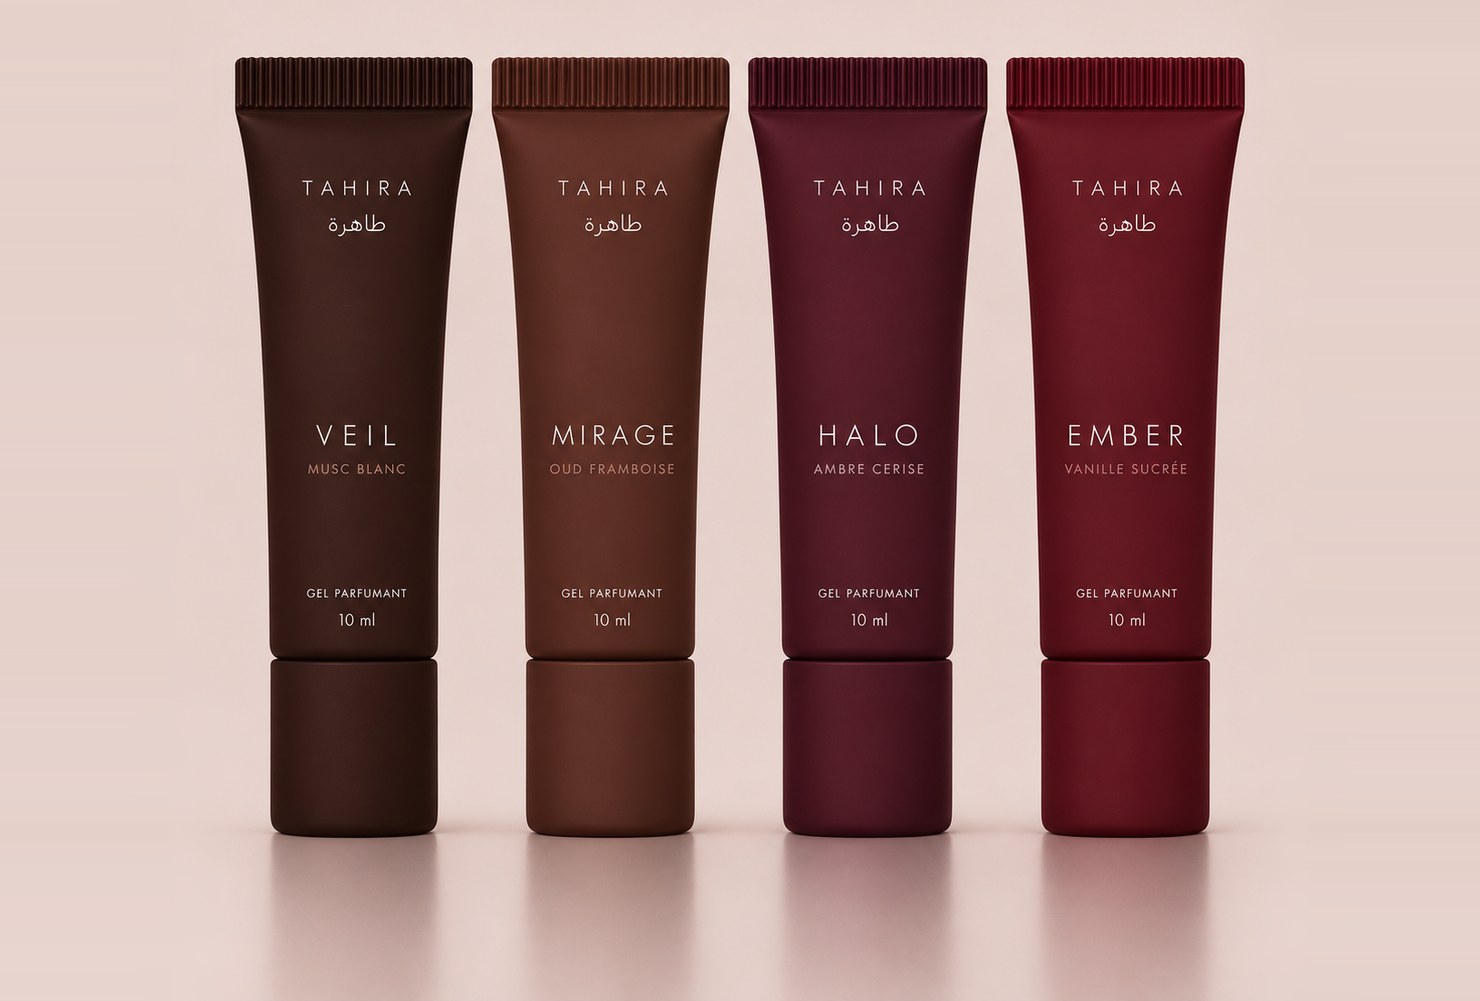 TAHIRA
طاهرة
VEIL
MUSC BLANC
GEL PARFUMANT
10 ml
TAHIRA
طاهرة
MIRAGE
OUD FRAMBOISE
GEL PARFUMANT
10 ml
TAHIRA
طاهرة
HALO
AMBRE CERISE
GEL PARFUMANT
10 ml
TAHIRA
طاهرة
EMBER
VANILLE SUCRÉE
GEL PARFUMANT
10 ml